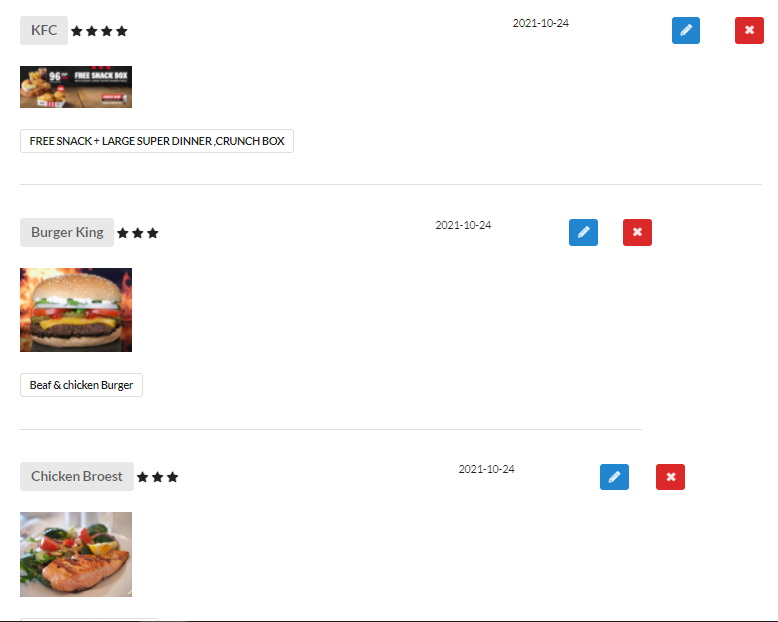 KFC
2021-10-24
96
FREE SNACK BOX
FREE SNACK + LARGE SUPER DINNER ,CRUNCH BOX
Burger King
2021-10-24
Beaf & chicken Burger
Chicken Broest
2021-10-24